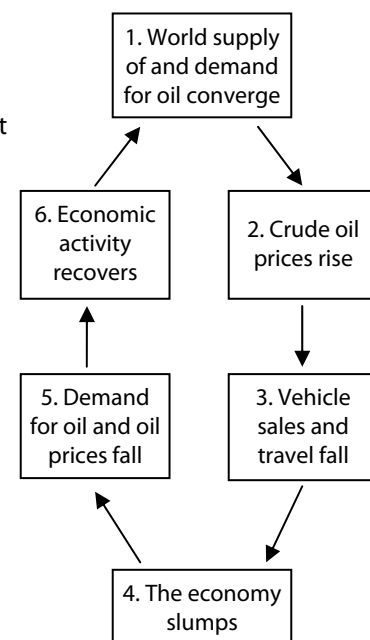 1. World supply
of and demand
for oil converge
t
2. Crude oil
prices rise
3. Vehicle
sales and
travel fall
4. The economy
slumps
5. Demand
for oil and oil
prices fall
6. Economic
activity
recovers